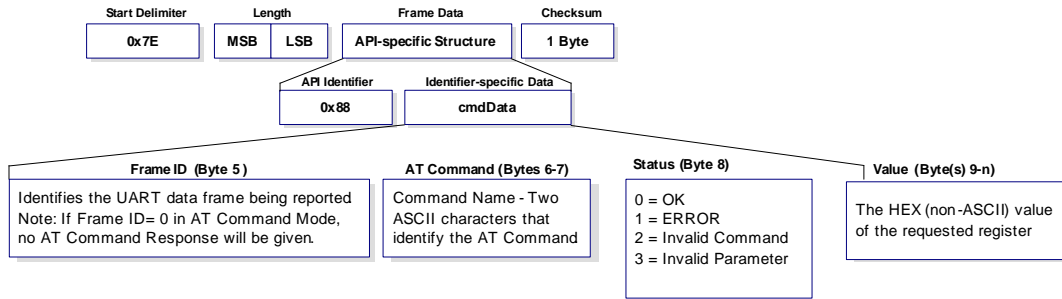 Start Delimiter Length Frame Data Checksum
0x7E MSB LSB API-specific Structure 1 Byte
API Identifier Identifier-specific Data
0x88 cmdData
Frame ID (Byte 5 )
Identifies the UART data frame being reported.
Note: If Frame ID= 0 in AT Command Mode,
no AT Command Response will be given.
AT Command (Bytes 6-7)
Command Name - Two
ASCII characters that
identify the AT Command
Status (Byte 8)
0 = OK
1 = ERROR
2 = Invalid Command
3 = Invalid Parameter
Value (Byte(s) 9-n)
The HEX (non-ASCII) value
of the requested register